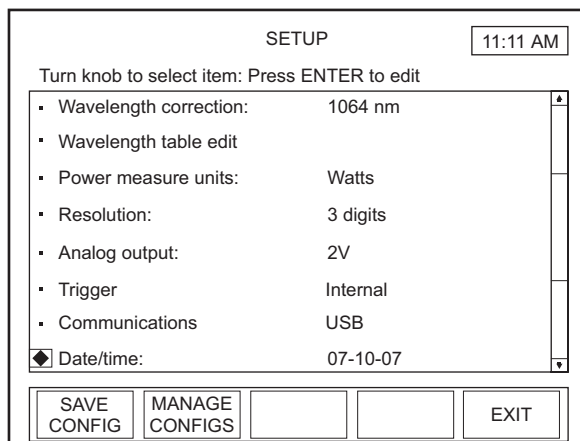 SETUP
11:11 AM
Turn knob to select item: Press ENTER to edit
Wavelength correction: 1064 nm
Wavelength table edit
Power measure units: Watts
Resolution: 3 digits
Analog output: 2V
Trigger Internal
Communications USB
Date/time: 07-10-07
SAVE CONFIG
MANAGE CONFIGS
EXIT